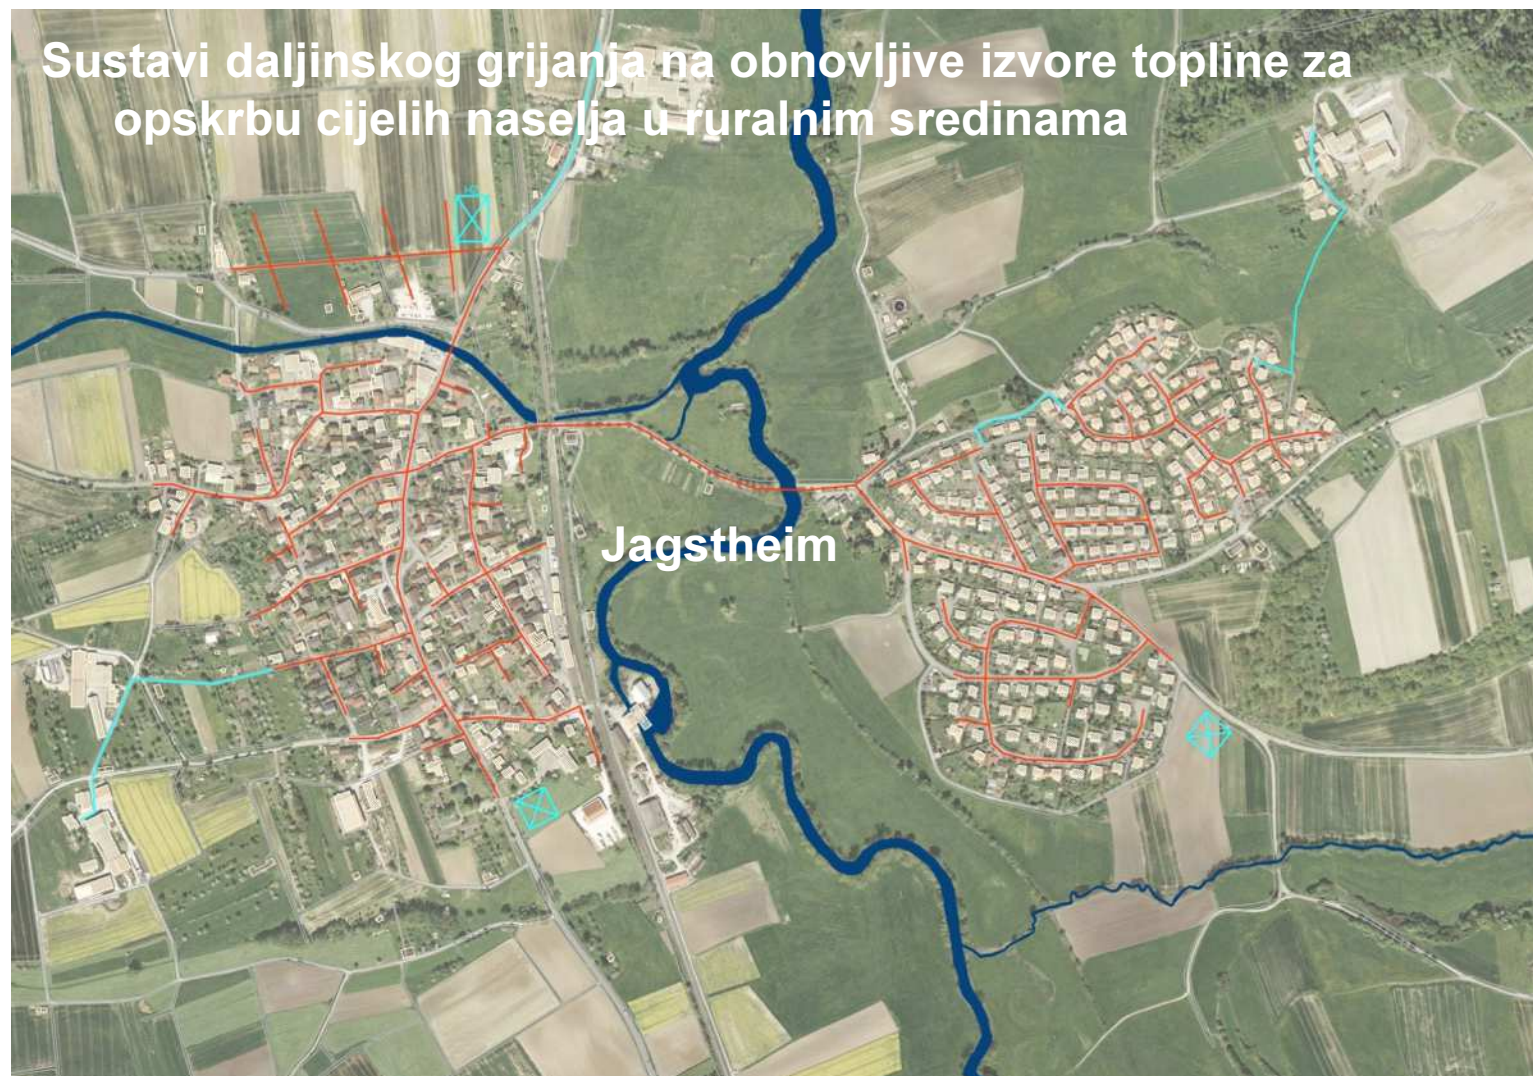 Sustavi daljinskog grijanja na obnovljive izvore topline za
opskrbu cijelih naselja u ruralnim sredinama
Jagstheim